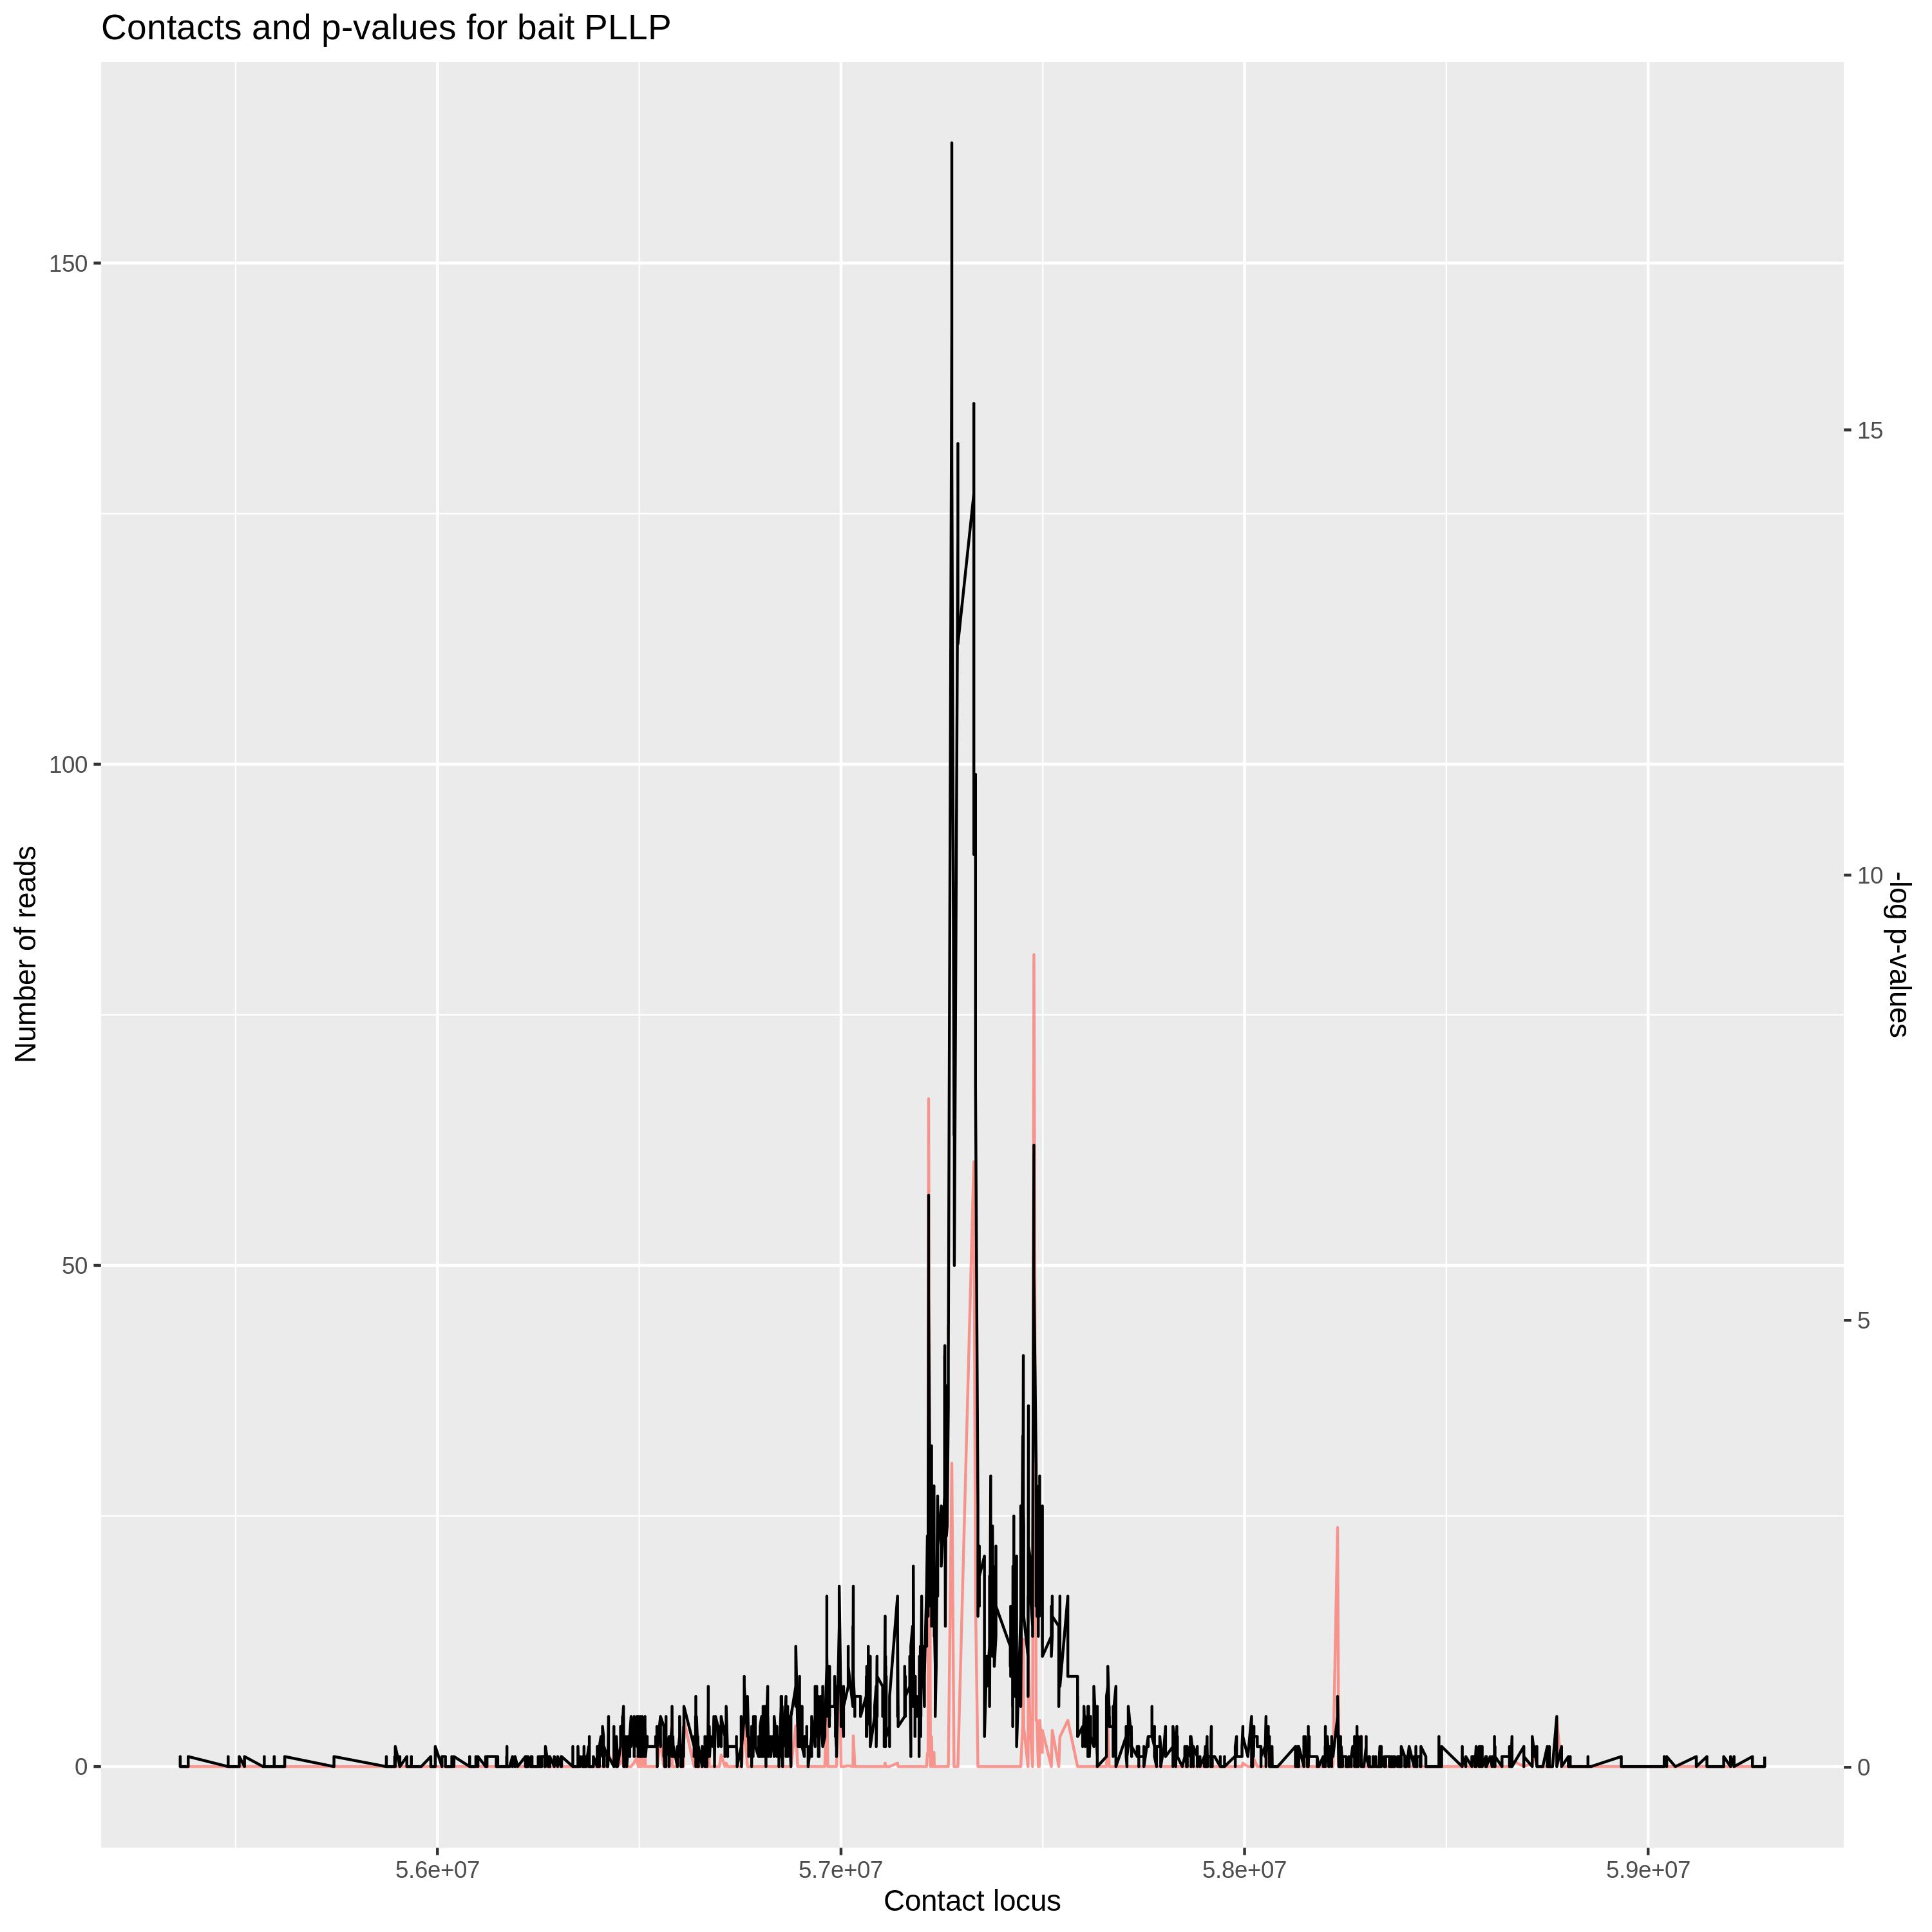 Contacts and p-values for bait PLLP
150
100
50
0
Number of reads
15
10
5
0
-log p-values
5.6e+07
5.7e+07
5.8e+07
5.9e+07
Contact locus